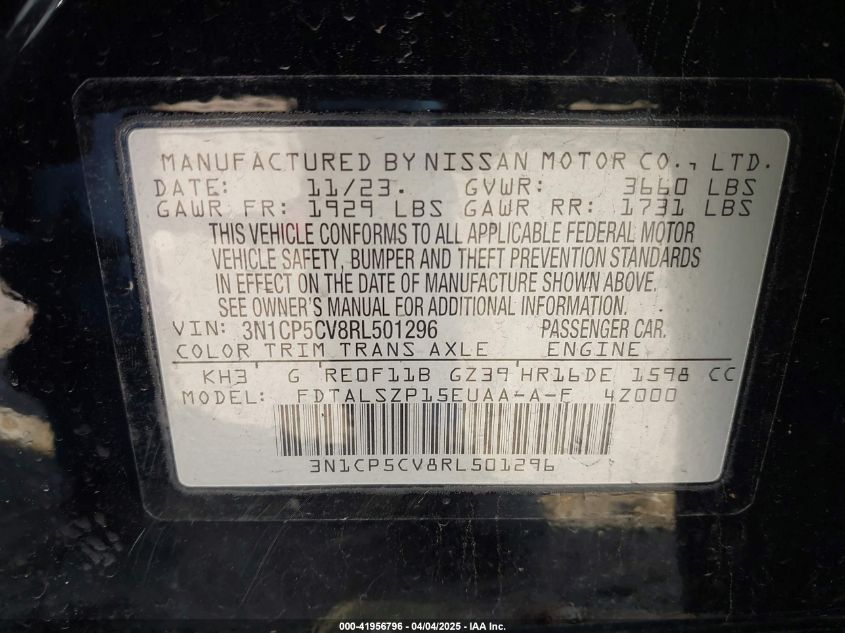 MANUFACTURED BY NISSAN MOTOR CO., LTD.
DATE: 11/23. GVWR: 3660 LBS
GAWR FR: 1929 LBS GAWR RR: 1731 LBS
THIS VEHICLE CONFORMS TO ALL APPLICABLE FEDERAL MOTOR
VEHICLE SAFETY, BUMPER AND THEFT PREVENTION STANDARDS
IN EFFECT ON THE DATE OF MANUFACTURE SHOWN ABOVE.
SEE OWNER'S MANUAL FOR ADDITIONAL INFORMATION.
VIN: 3N1CP5CV8RL501296 PASSENGER CAR.
COLOR TRIM TRANS AXLE ENGINE
KH3 G RE0F11B GZ39 HR16DE 1598 CC
MODEL: FDTALSZP15EUAA-A-F 4Z000
3N1CP5CV8RL501296
000-41956796 - 04/04/2025 - IAA Inc.